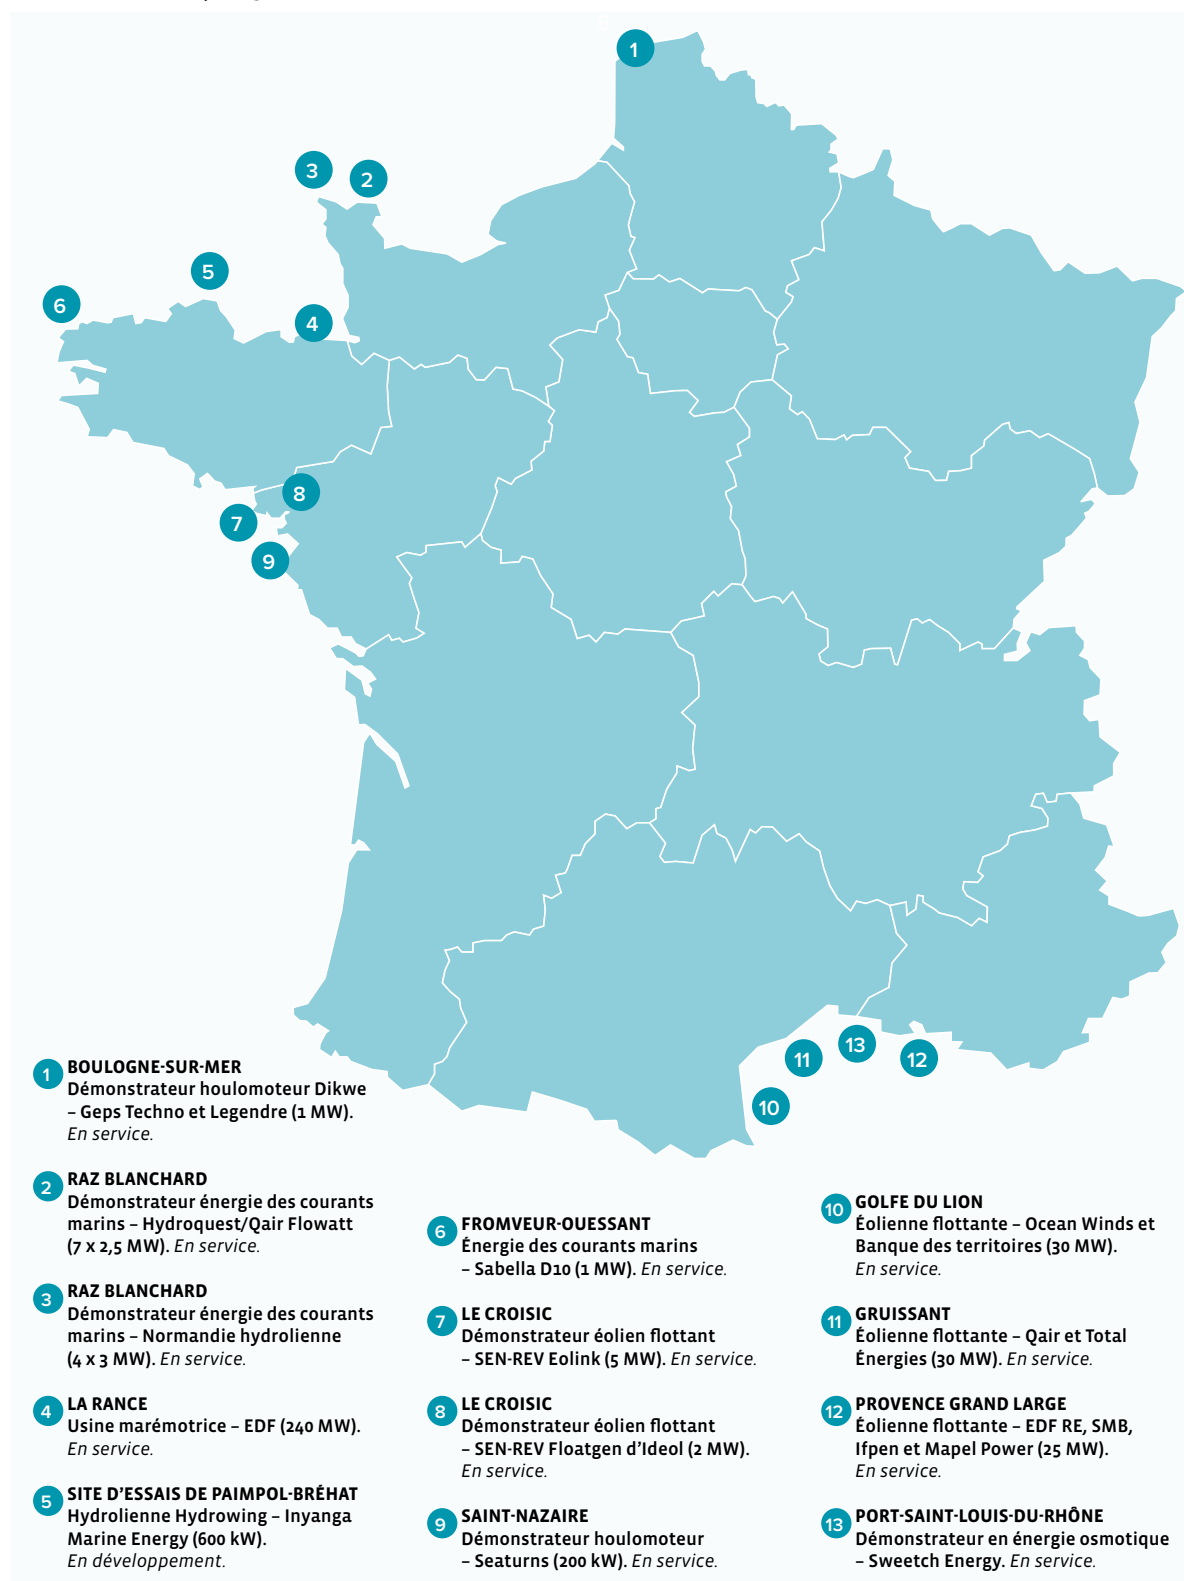 1
3
2
5
6
4
8
7
9
13
11
12
10
1 BOULOGNE-SUR-MER
Démonstrateur houlomoteur Dikwe
– Geps Techno et Legendre (1 MW).
En service.
2 RAZ BLANCHARD
Démonstrateur énergie des courants
marins – Hydroquest/Qair Flowatt
(7 x 2,5 MW). En service.
3 RAZ BLANCHARD
Démonstrateur énergie des courants
marins – Normandie hydrolienne
(4 x 3 MW). En service.
4 LA RANCE
Usine marémotrice – EDF (240 MW).
En service.
5 SITE D'ESSAIS DE PAIMPOL-BRÉHAT
Hydrolienne Hydrowing – Inyanga
Marine Energy (600 kW).
En développement.
6 FROMVEUR-OUESSANT
Énergie des courants marins
– Sabella D10 (1 MW). En service.
7 LE CROISIC
Démonstrateur éolien flottant
– SEN-REV Eolink (5 MW). En service.
8 LE CROISIC
Démonstrateur éolien flottant
– SEN-REV Floatgen d'Ideol (2 MW).
En service.
9 SAINT-NAZAIRE
Démonstrateur houlomoteur
– Seaturns (200 kW). En service.
10 GOLFE DU LION
Éolienne flottante – Ocean Winds et
Banque des territoires (30 MW).
En service.
11 GRUISSANT
Éolienne flottante – Qair et Total
Énergies (30 MW). En service.
12 PROVENCE GRAND LARGE
Éolienne flottante – EDF RE, SMB,
Ifpen et Mapel Power (25 MW).
En service.
13 PORT-SAINT-LOUIS-DU-RHÔNE
Démonstrateur en énergie osmotique
– Sweetch Energy. En service.